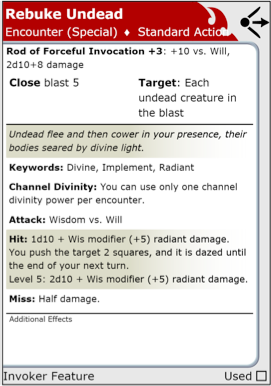 Rebuke Undead
Encounter (Special) ♦ Standard Action
Rod of Forceful Invocation +3: +10 vs. Will,
2d10+8 damage
Close blast 5
Target: Each
undead creature in
the blast
Undead flee and then cower in your presence, their
bodies seared by divine light.
Keywords: Divine, Implement, Radiant
Channel Divinity: You can use only one channel
divinity power per encounter.
Attack: Wisdom vs. Will
Hit: 1d10 + Wis modifier (+5) radiant damage.
You push the target 2 squares, and it is dazed until
the end of your next turn.
Level 5: 2d10 + Wis modifier (+5) radiant damage.
Miss: Half damage.
Additional Effects
Invoker Feature
Used